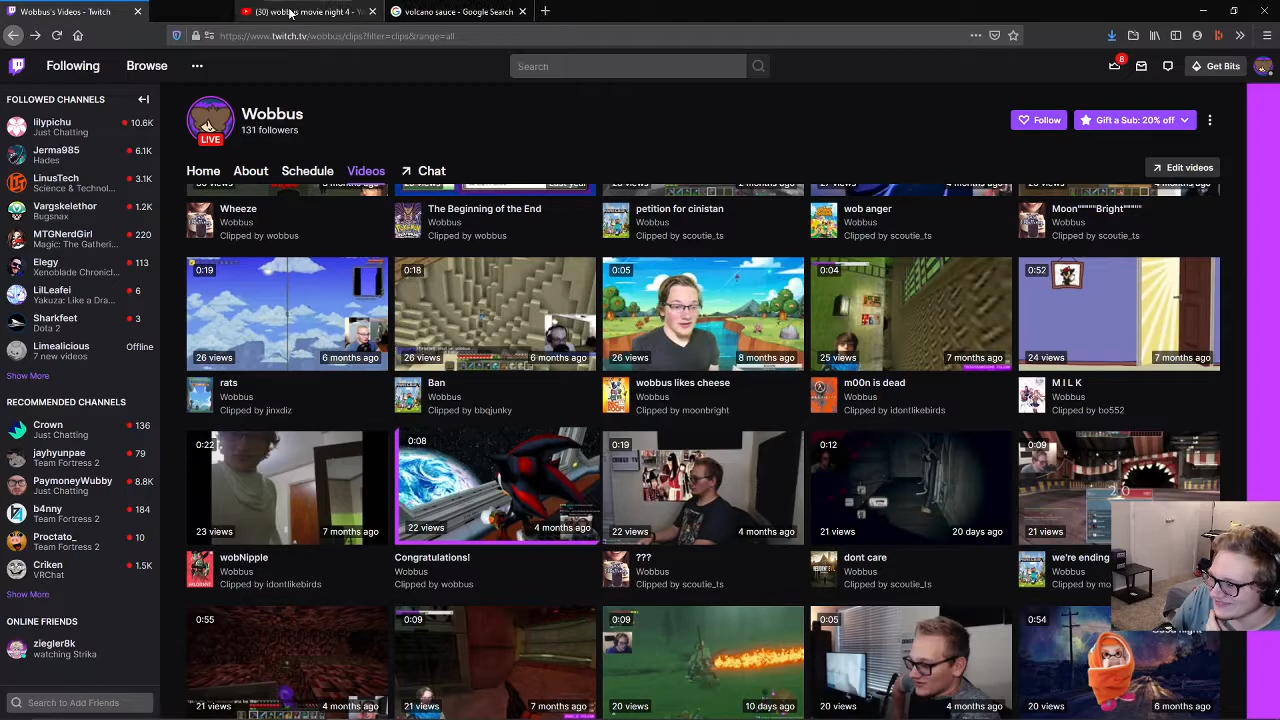 Wobbus's Videos - Twitch
(30) wobbus movie night 4 - Yo
volcano sauce - Google Search
https://www.twitch.tv/wobbus/clips?filter=clips&range=all
Following
Browse
Search
8
Get Bits
FOLLOWED CHANNELS
lilypichu
Just Chatting
10.6K
Jerma985
Hades
6.1K
LinusTech
Science & Technol...
3.1K
Vargskelethor
Bugsnax
1.2K
MTGNerdGirl
Magic: The Gatheri...
220
Elegy
Xenoblade Chronicl...
113
LilLeafei
Yakuza: Like a Dra...
6
Sharkfeet
Dota 2
3
Limealicious
7 new videos
Offline
Show More
RECOMMENDED CHANNELS
Crown
Just Chatting
136
jayhyunpae
Team Fortress 2
79
PaymoneyWubby
Just Chatting
8.8K
b4nny
Team Fortress 2
184
Proctato_
Team Fortress 2
10
Criken
VRChat
1.5K
Show More
ONLINE FRIENDS
ziegler8k
watching Strika
Search to Add Friends
LIVE
Wobbus
131 followers
Follow
Gift a Sub: 20% off
Home
About
Schedule
Videos
Chat
Edit videos
Wheeze
Wobbus
Clipped by wobbus
The Beginning of the End
Wobbus
Clipped by wobbus
petition for cinistan
Wobbus
Clipped by scoutie_ts
wob anger
Wobbus
Clipped by scoutie_ts
Moon""""Bright""""
Wobbus
Clipped by scoutie_ts
0:19
26 views
6 months ago
rats
Wobbus
Clipped by jinxdiz
0:18
26 views
6 months ago
Ban
Wobbus
Clipped by bbqjunky
0:05
26 views
8 months ago
wobbus likes cheese
Wobbus
Clipped by moonbright
0:04
25 views
7 months ago
m00n is dead
Wobbus
Clipped by idontlikebirds
0:52
24 views
7 months ago
M I L K
Wobbus
Clipped by bo552
0:22
23 views
7 months ago
wobNipple
Wobbus
Clipped by idontlikebirds
0:08
22 views
4 months ago
Congratulations!
Wobbus
Clipped by wobbus
0:19
22 views
4 months ago
???
Wobbus
Clipped by scoutie_ts
0:12
21 views
20 days ago
dont care
Wobbus
Clipped by scoutie_ts
0:09
21 views
we're ending
Wobbus
Clipped by mo
0:55
21 views
4 months ago
0:09
21 views
7 months ago
0:09
20 views
10 days ago
0:05
20 views
4 months ago
0:54
20 views
6 months ago